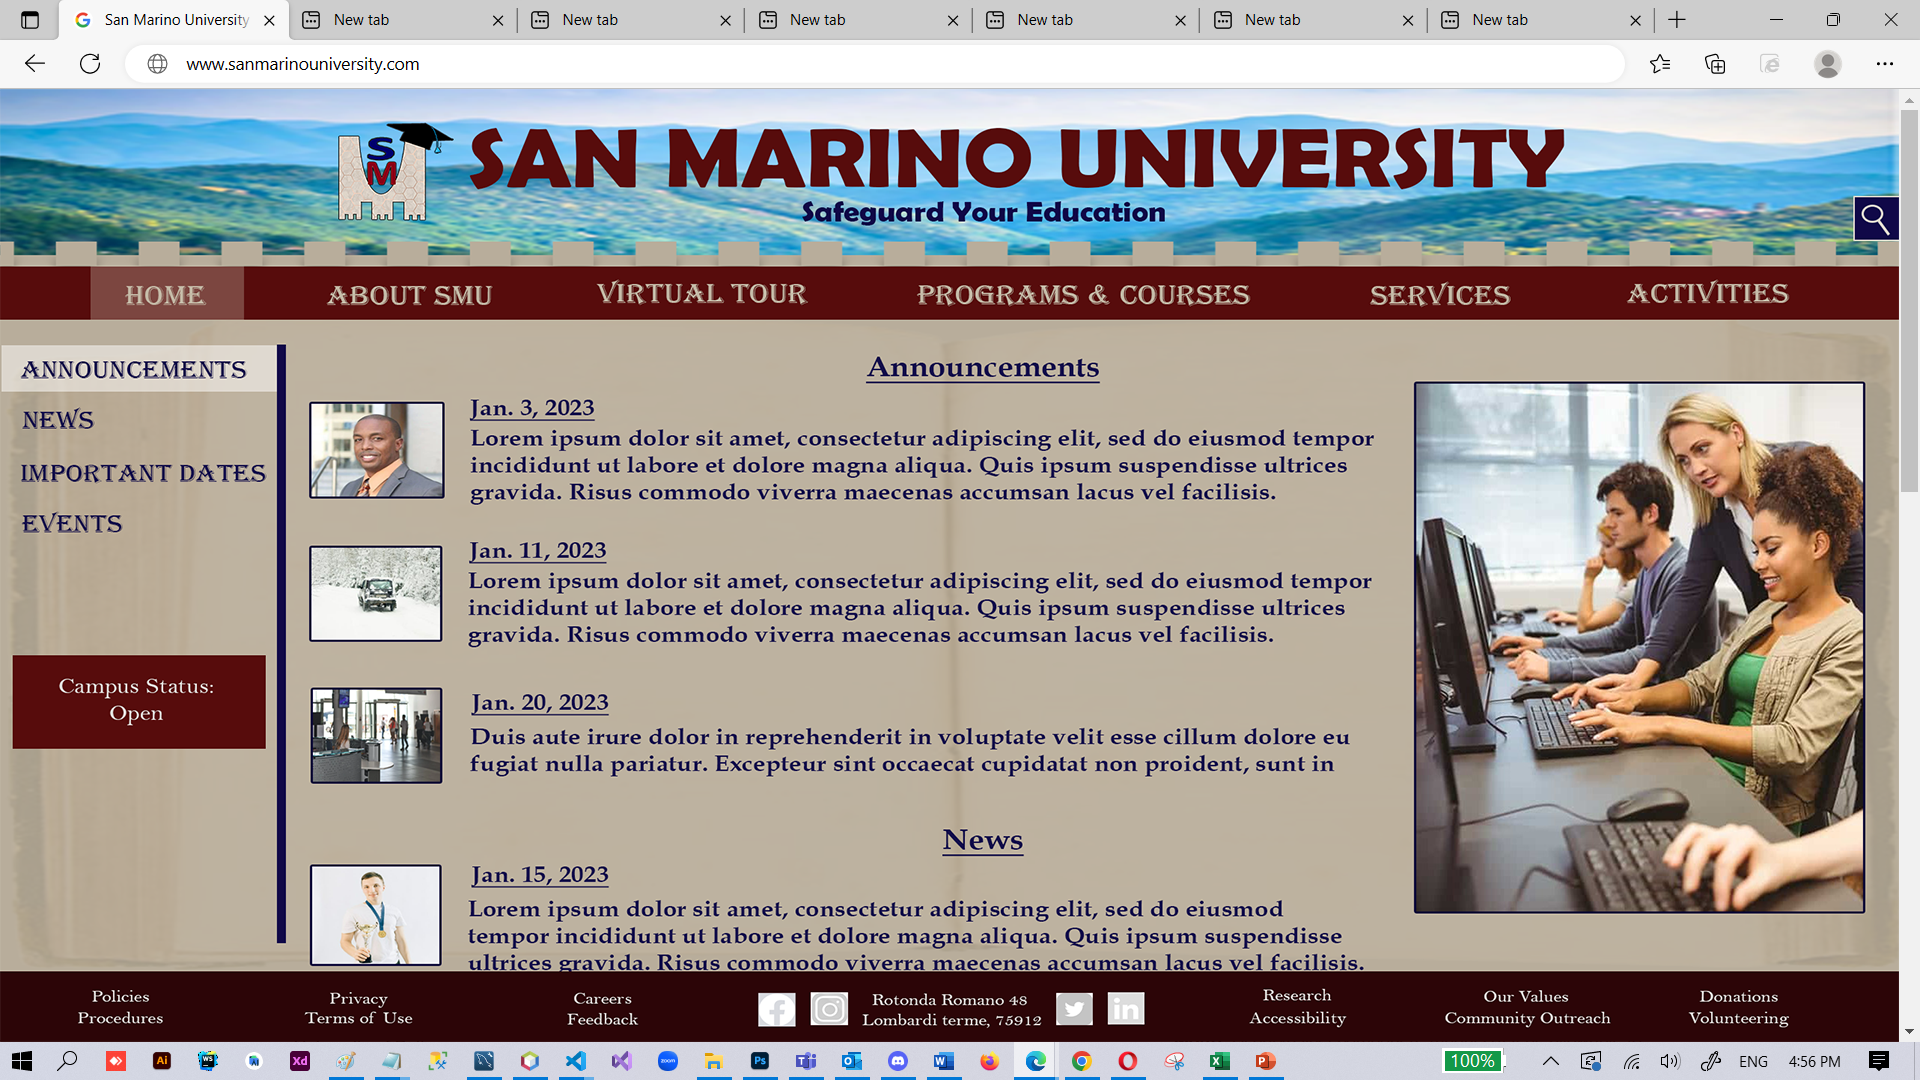 San Marino University
New tab
New tab
New tab
New tab
New tab
New tab
www.sanmarinouniversity.com
SM
SAN MARINO UNIVERSITY
Safeguard Your Education
HOME
ABOUT SMU
VIRTUAL TOUR
PROGRAMS & COURSES
SERVICES
ACTIVITIES
ANNOUNCEMENTS
NEWS
IMPORTANT DATES
EVENTS
Campus Status:
Open
Announcements
Jan. 3, 2023
Lorem ipsum dolor sit amet, consectetur adipiscing elit, sed do eiusmod tempor
incididunt ut labore et dolore magna aliqua. Quis ipsum suspendisse ultrices
gravida. Risus commodo viverra maecenas accumsan lacus vel facilisis.
Jan. 11, 2023
Lorem ipsum dolor sit amet, consectetur adipiscing elit, sed do eiusmod tempor
incididunt ut labore et dolore magna aliqua. Quis ipsum suspendisse ultrices
gravida. Risus commodo viverra maecenas accumsan lacus vel facilisis.
Jan. 20, 2023
Duis aute irure dolor in reprehenderit in voluptate velit esse cillum dolore eu
fugiat nulla pariatur. Excepteur sint occaecat cupidatat non proident, sunt in
News
Jan. 15, 2023
Lorem ipsum dolor sit amet, consectetur adipiscing elit, sed do eiusmod
tempor incididunt ut labore et dolore magna aliqua. Quis ipsum suspendisse
ultrices gravida. Risus commodo viverra maecenas accumsan lacus vel facilisis.
Policies
Procedures
Privacy
Terms of Use
Careers
Feedback
Rotonda Romano 48
Lombardi terme, 75912
in
Research
Accessibility
Our Values
Community Outreach
Donations
Volunteering
Ai
Xd
zoom
Ps
100%
ENG
4:56 PM